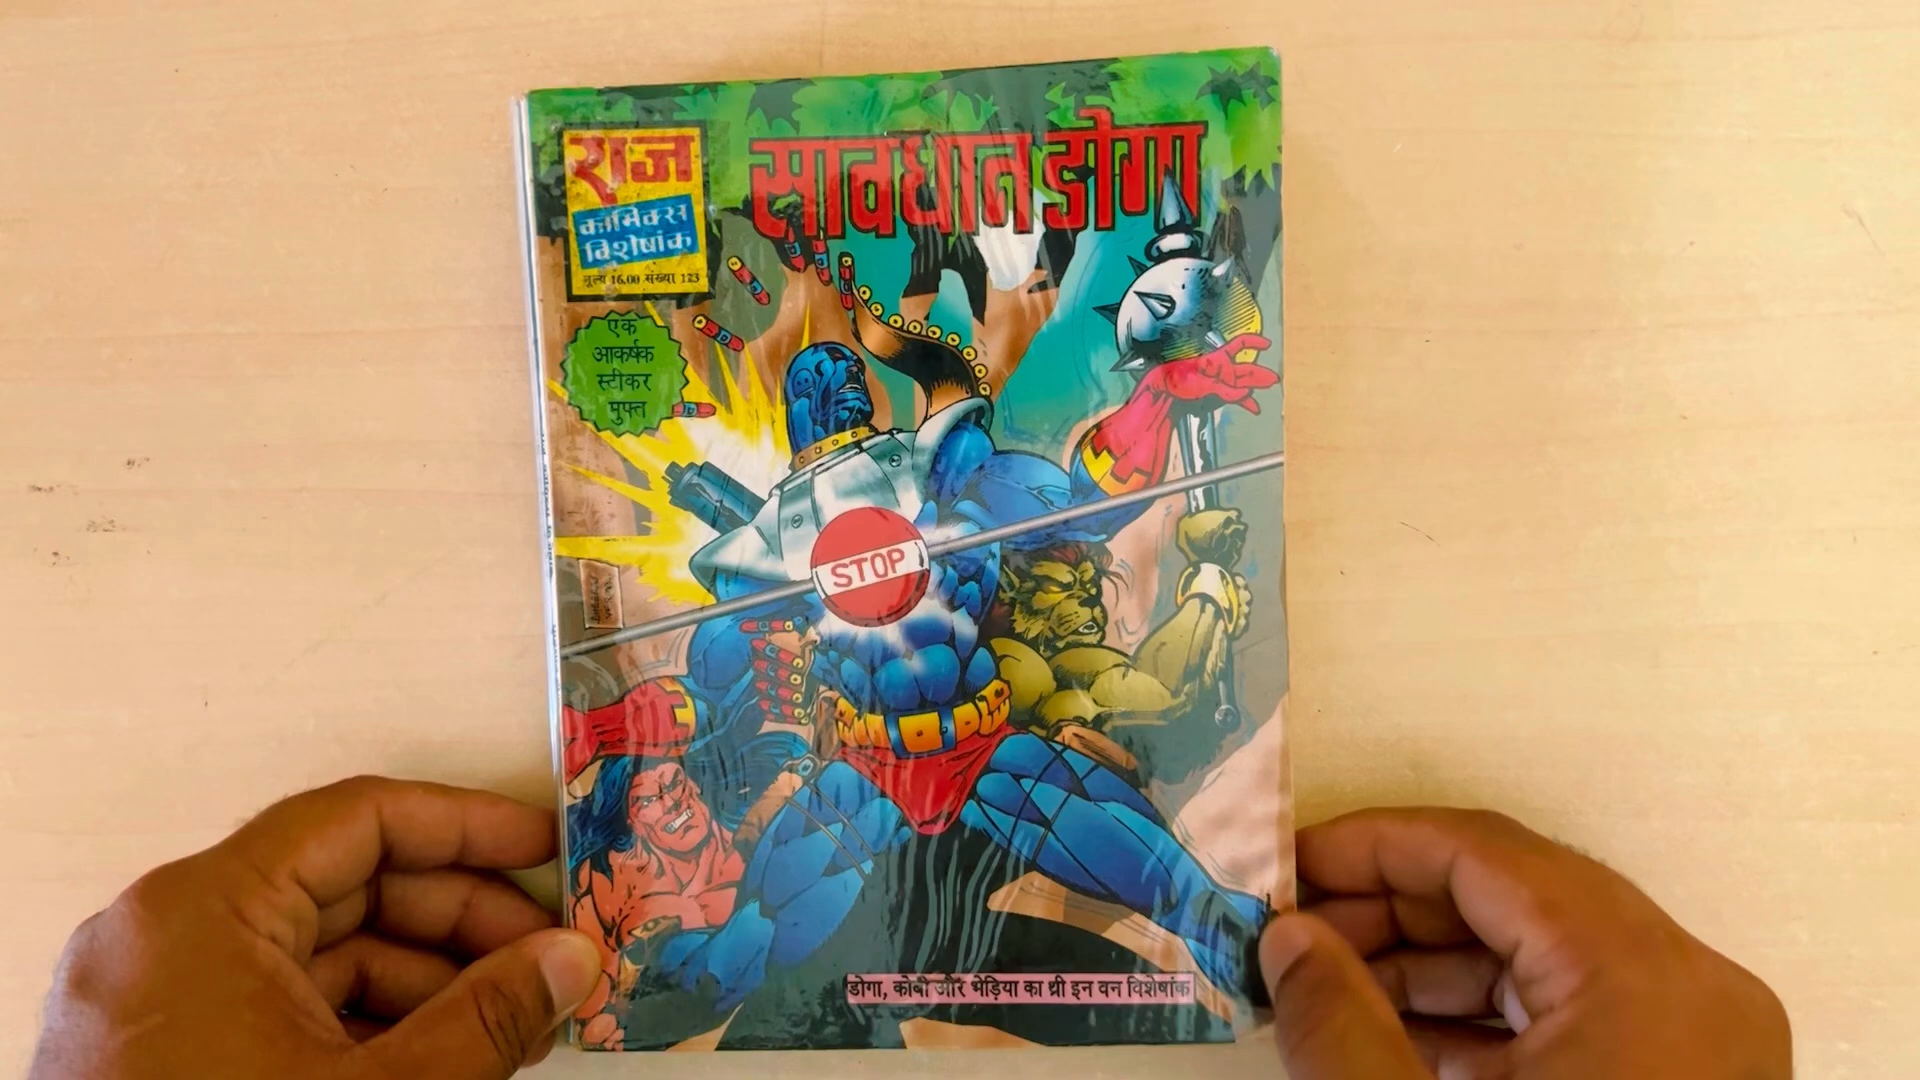 राज
कॉमिक्स
विशेषांक
मूल्य 16.00 संख्या 123
सावधान डोगा
एक
आकर्षक
स्टीकर
मुफ्त
STOP
डोगा, कोबी और भेड़िया का थ्री इन वन विशेषांक